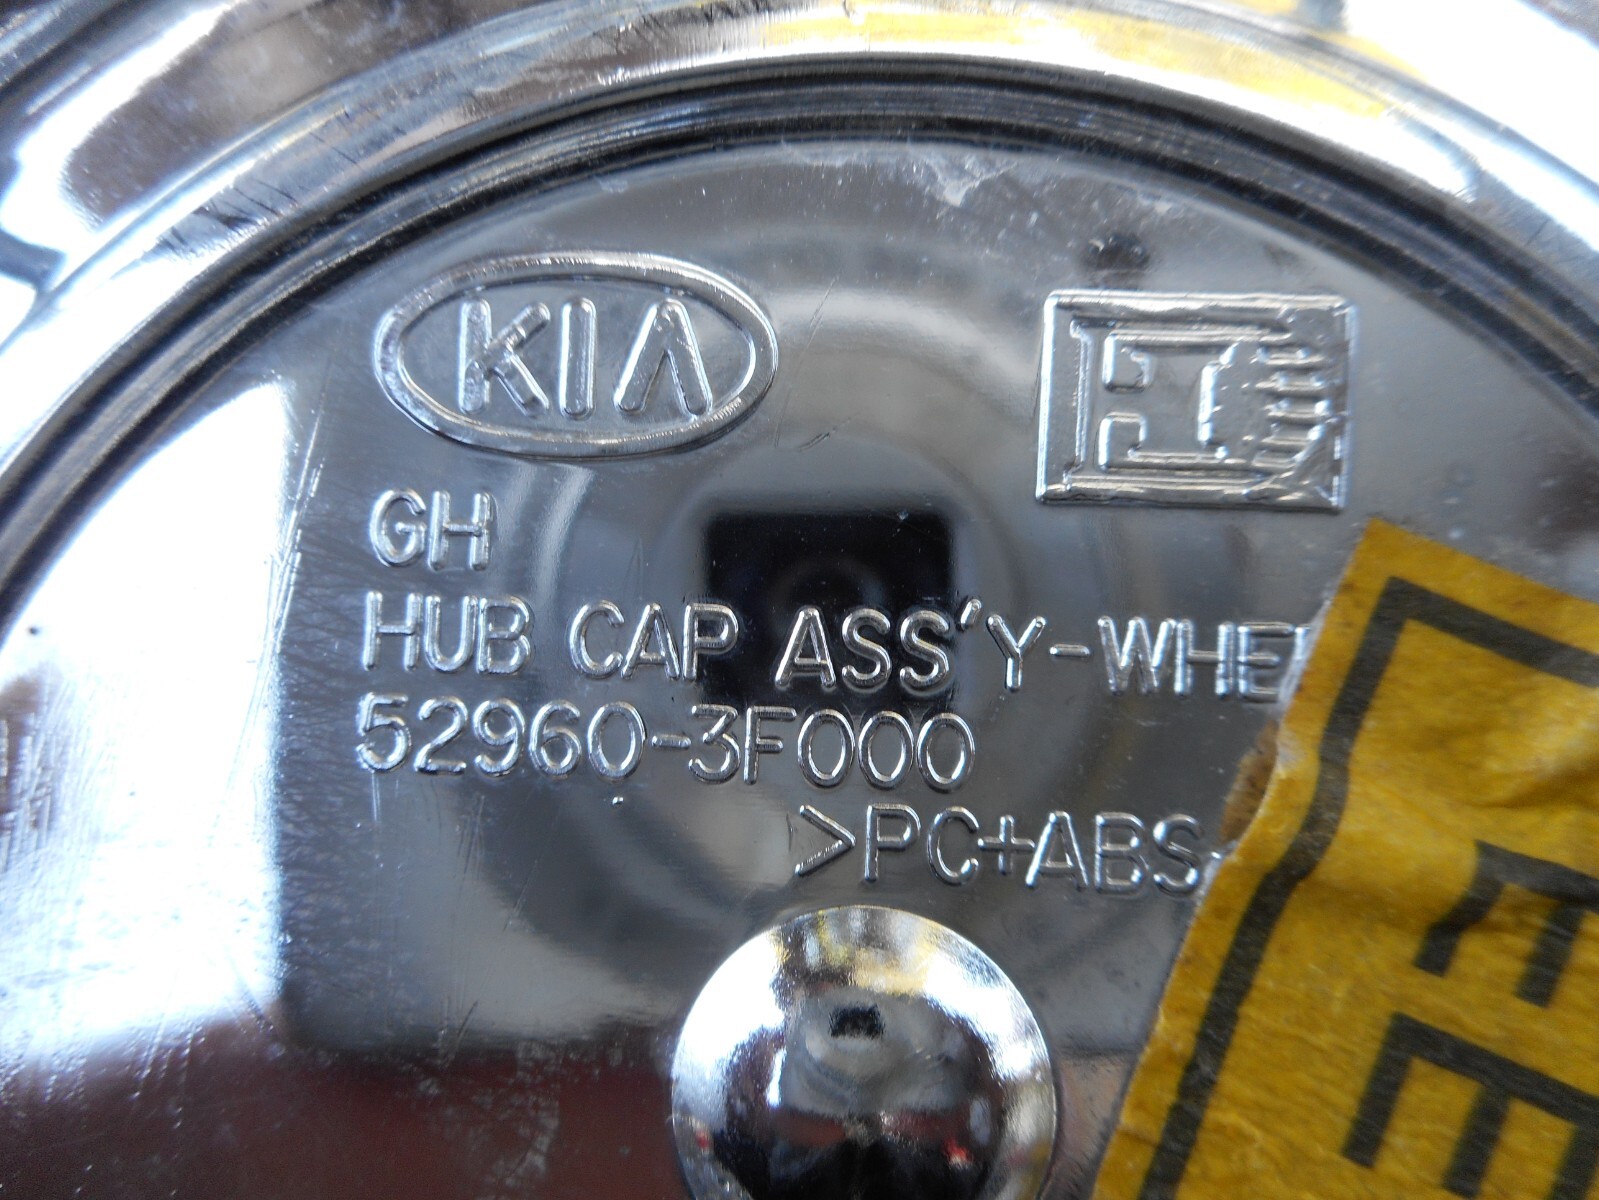 KIA
GH
HUB CAP ASS'Y-WHE
52960-3F000
>PC+ABS